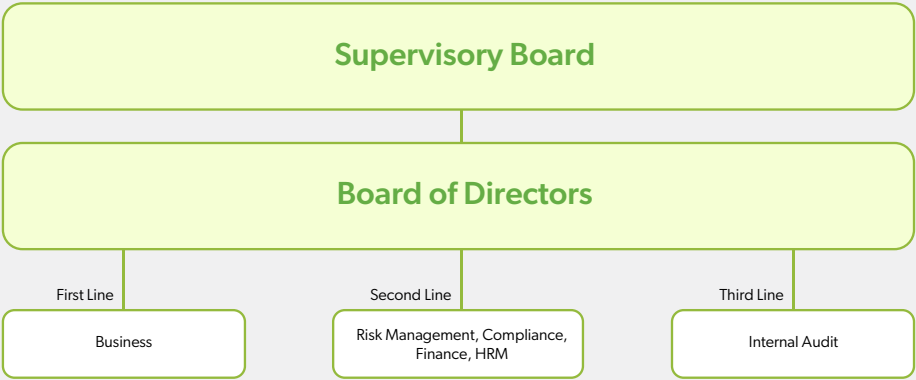 Supervisory Board
Board of Directors
First Line
Second Line
Third Line
Business
Risk Management, Compliance,
Finance, HRM
Internal Audit